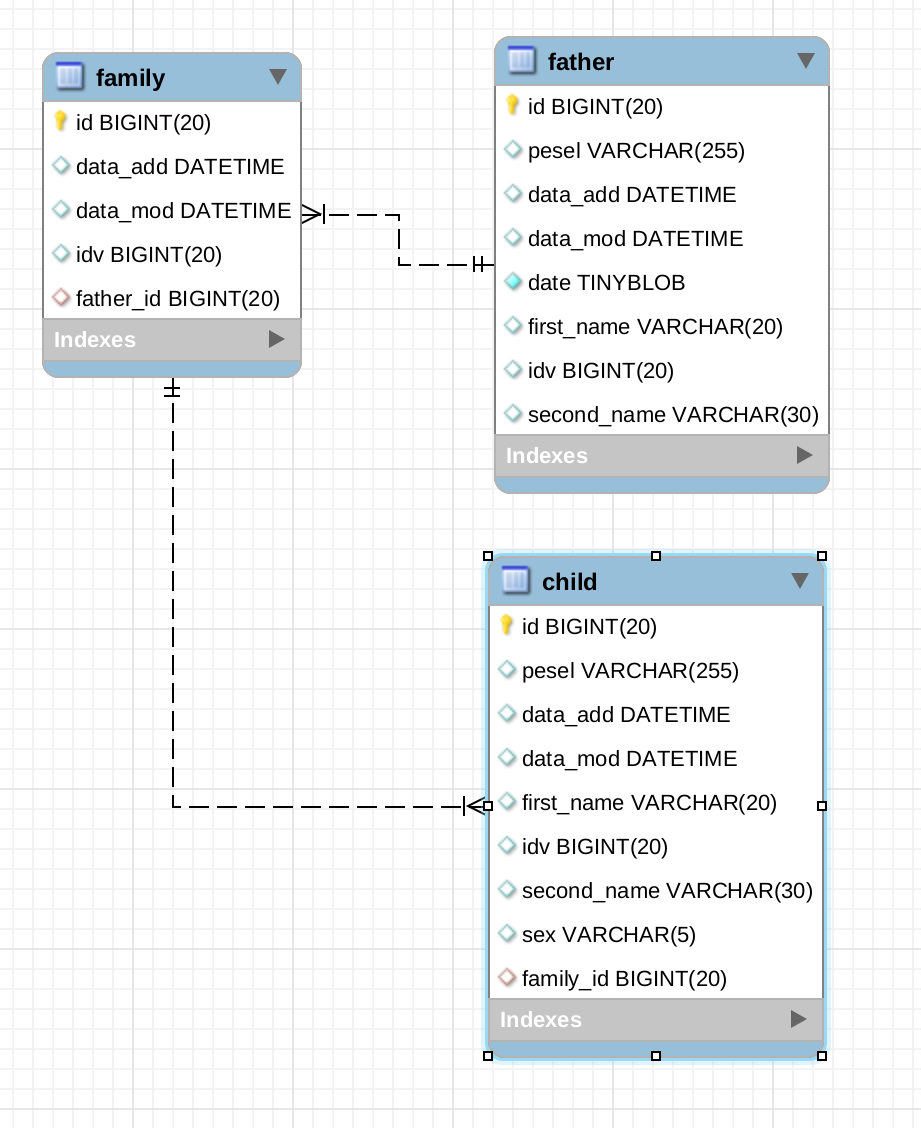 family
id BIGINT(20)
data_add DATETIME
data_mod DATETIME
idv BIGINT(20)
father_id BIGINT(20)
Indexes
father
id BIGINT(20)
pesel VARCHAR(255)
data_add DATETIME
data_mod DATETIME
date TINYBLOB
first_name VARCHAR(20)
idv BIGINT(20)
second_name VARCHAR(30)
Indexes
child
id BIGINT(20)
pesel VARCHAR(255)
data_add DATETIME
data_mod DATETIME
first_name VARCHAR(20)
idv BIGINT(20)
second_name VARCHAR(30)
sex VARCHAR(5)
family_id BIGINT(20)
Indexes